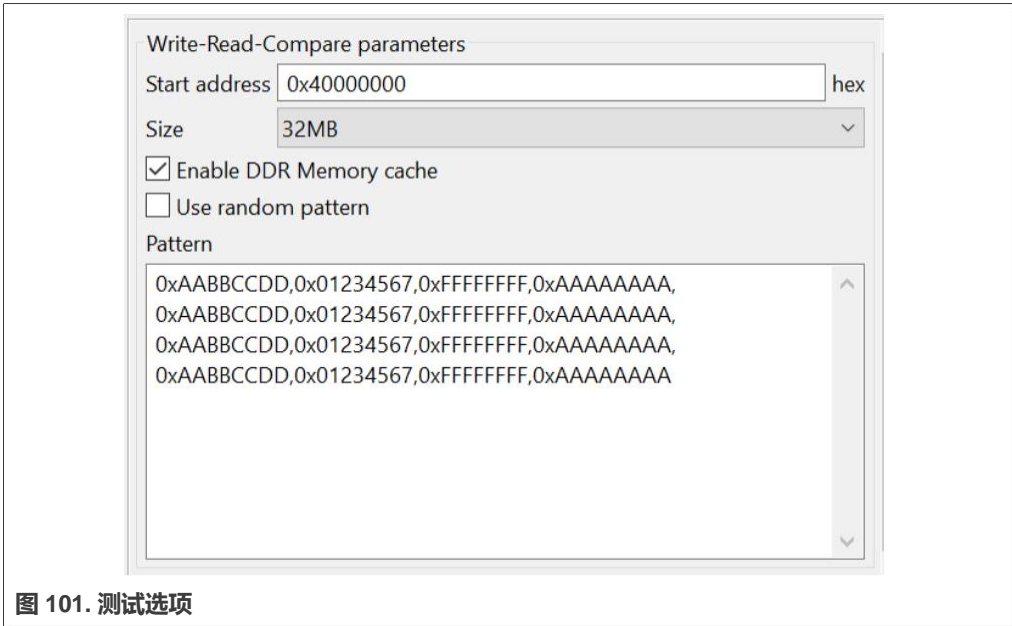 Write-Read-Compare parameters
Start address 0x40000000 hex
Size 32MB
Enable DDR Memory cache
Use random pattern
Pattern
0xAABBCCDD,0x01234567,0xFFFFFFFF,0xAAAAAAAA,
0xAABBCCDD,0x01234567,0xFFFFFFFF,0xAAAAAAAA,
0xAABBCCDD,0x01234567,0xFFFFFFFF,0xAAAAAAAA,
0xAABBCCDD,0x01234567,0xFFFFFFFF,0xAAAAAAAA
图 101. 测试选项